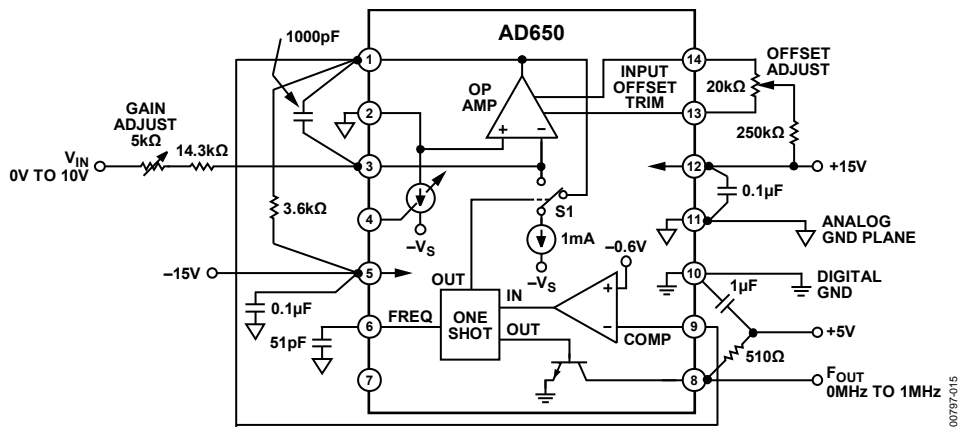 AD650
1000pF
1
14
OFFSET
ADJUST
INPUT
OFFSET
TRIM
20kΩ
OP
AMP
2
13
GAIN
ADJUST
5kΩ
250kΩ
+
−
VIN
0V TO 10V
14.3kΩ
3
12
+15V
3.6kΩ
S1
0.1µF
4
11
ANALOG
GND PLANE
–VS
1mA
–0.6V
–15V
5
–VS
10
DIGITAL
GND
1µF
OUT
0.1µF
IN
+
FREQ
ONE
SHOT
−
COMP
6
9
+5V
51pF
OUT
510Ω
7
8
FOUT
0MHz TO 1MHz
00797-015